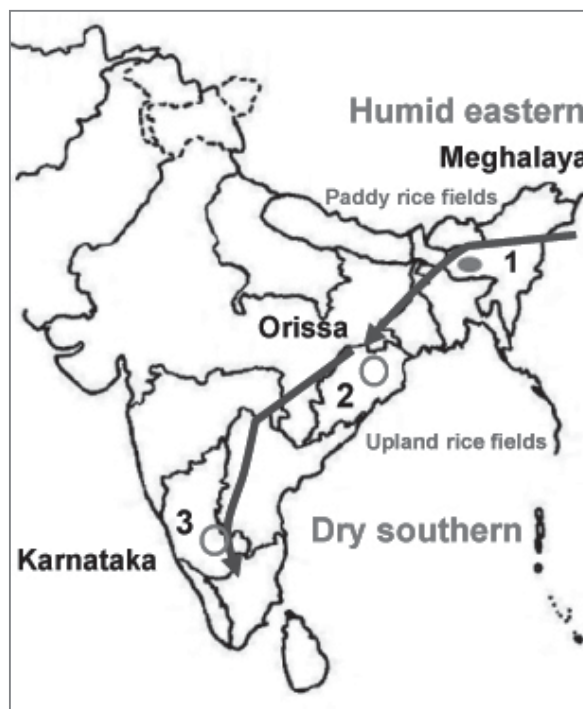 Humid eastern
Meghalaya
Paddy rice fields
1
Orissa
2
Upland rice fields
3
Dry southern
Karnataka